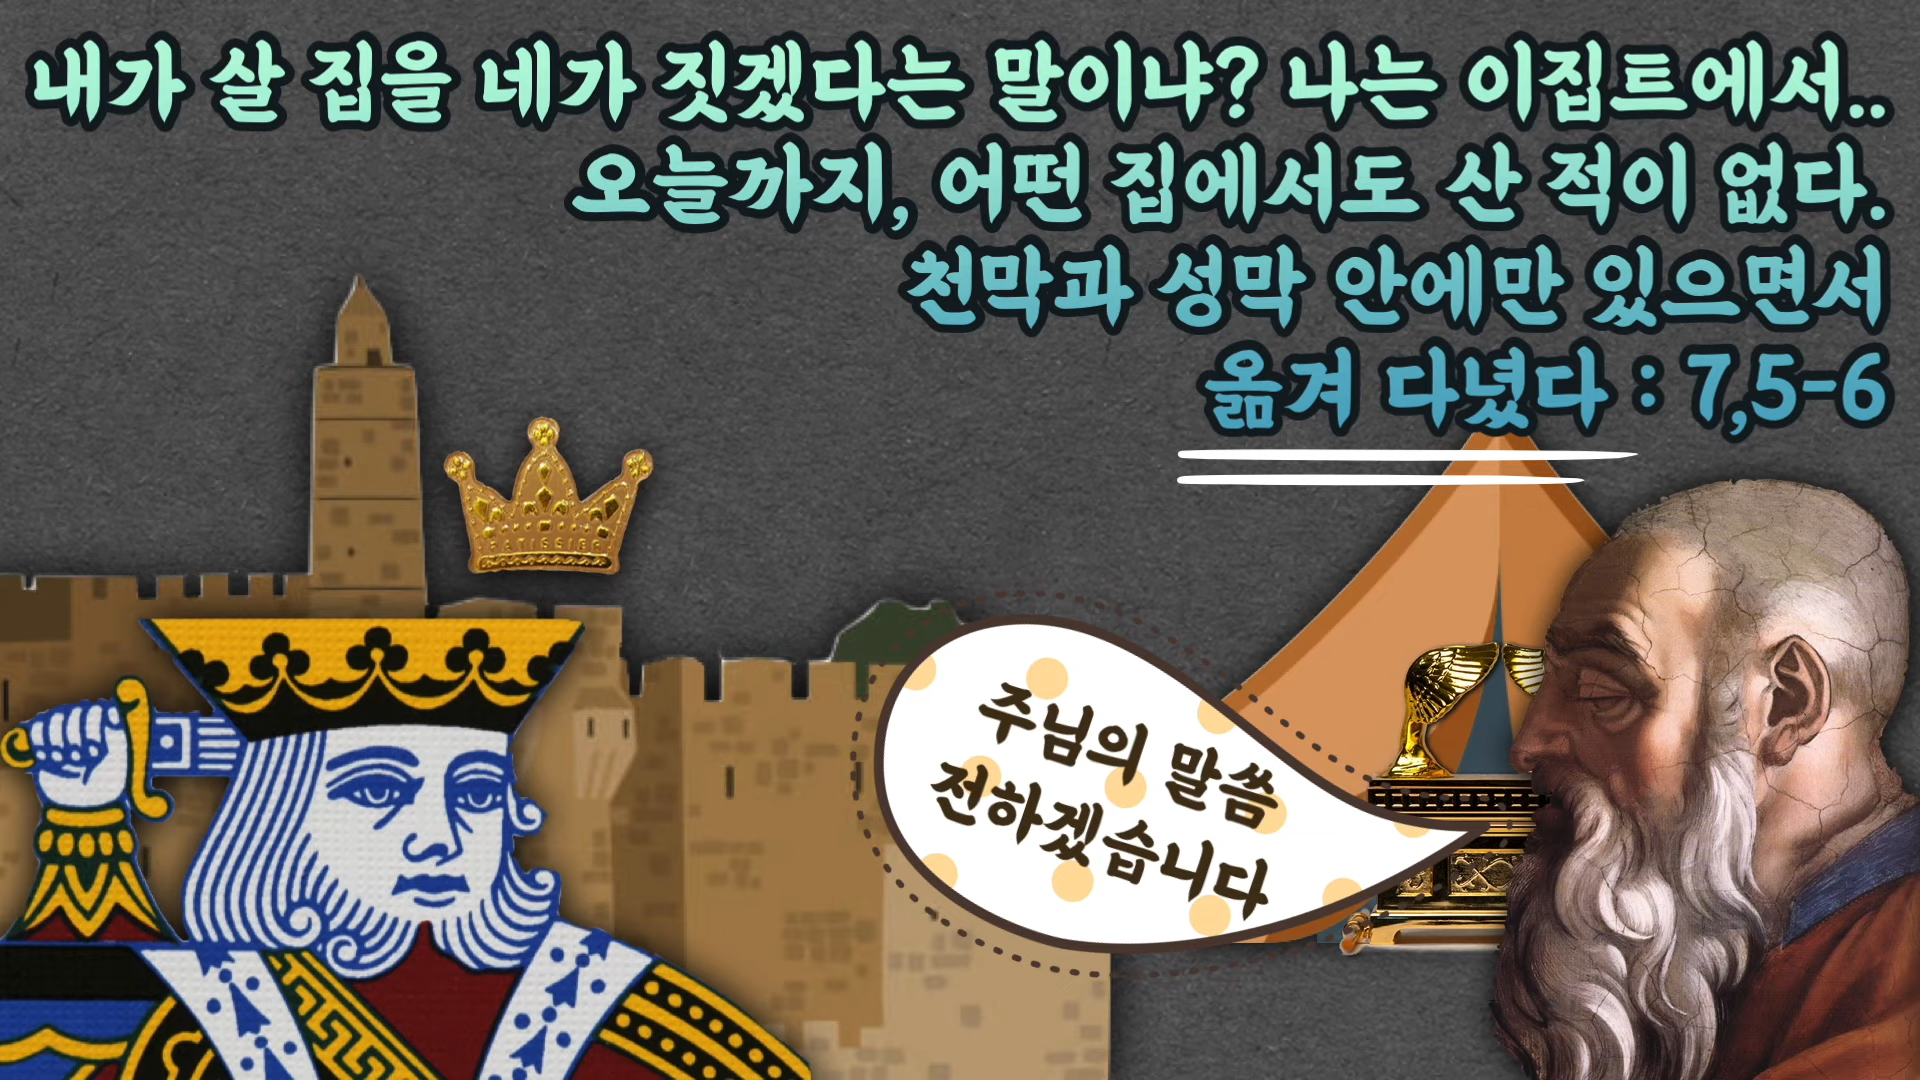 내가 살 집을 네가 짓겠다는 말이냐? 나는 이집트에서..
오늘까지, 어떤 집에서도 산 적이 없다.
천막과 성막 안에만 있으면서
옮겨 다녔다 : 7,5-6
PATISSIER
주님의 말씀
전하겠습니다